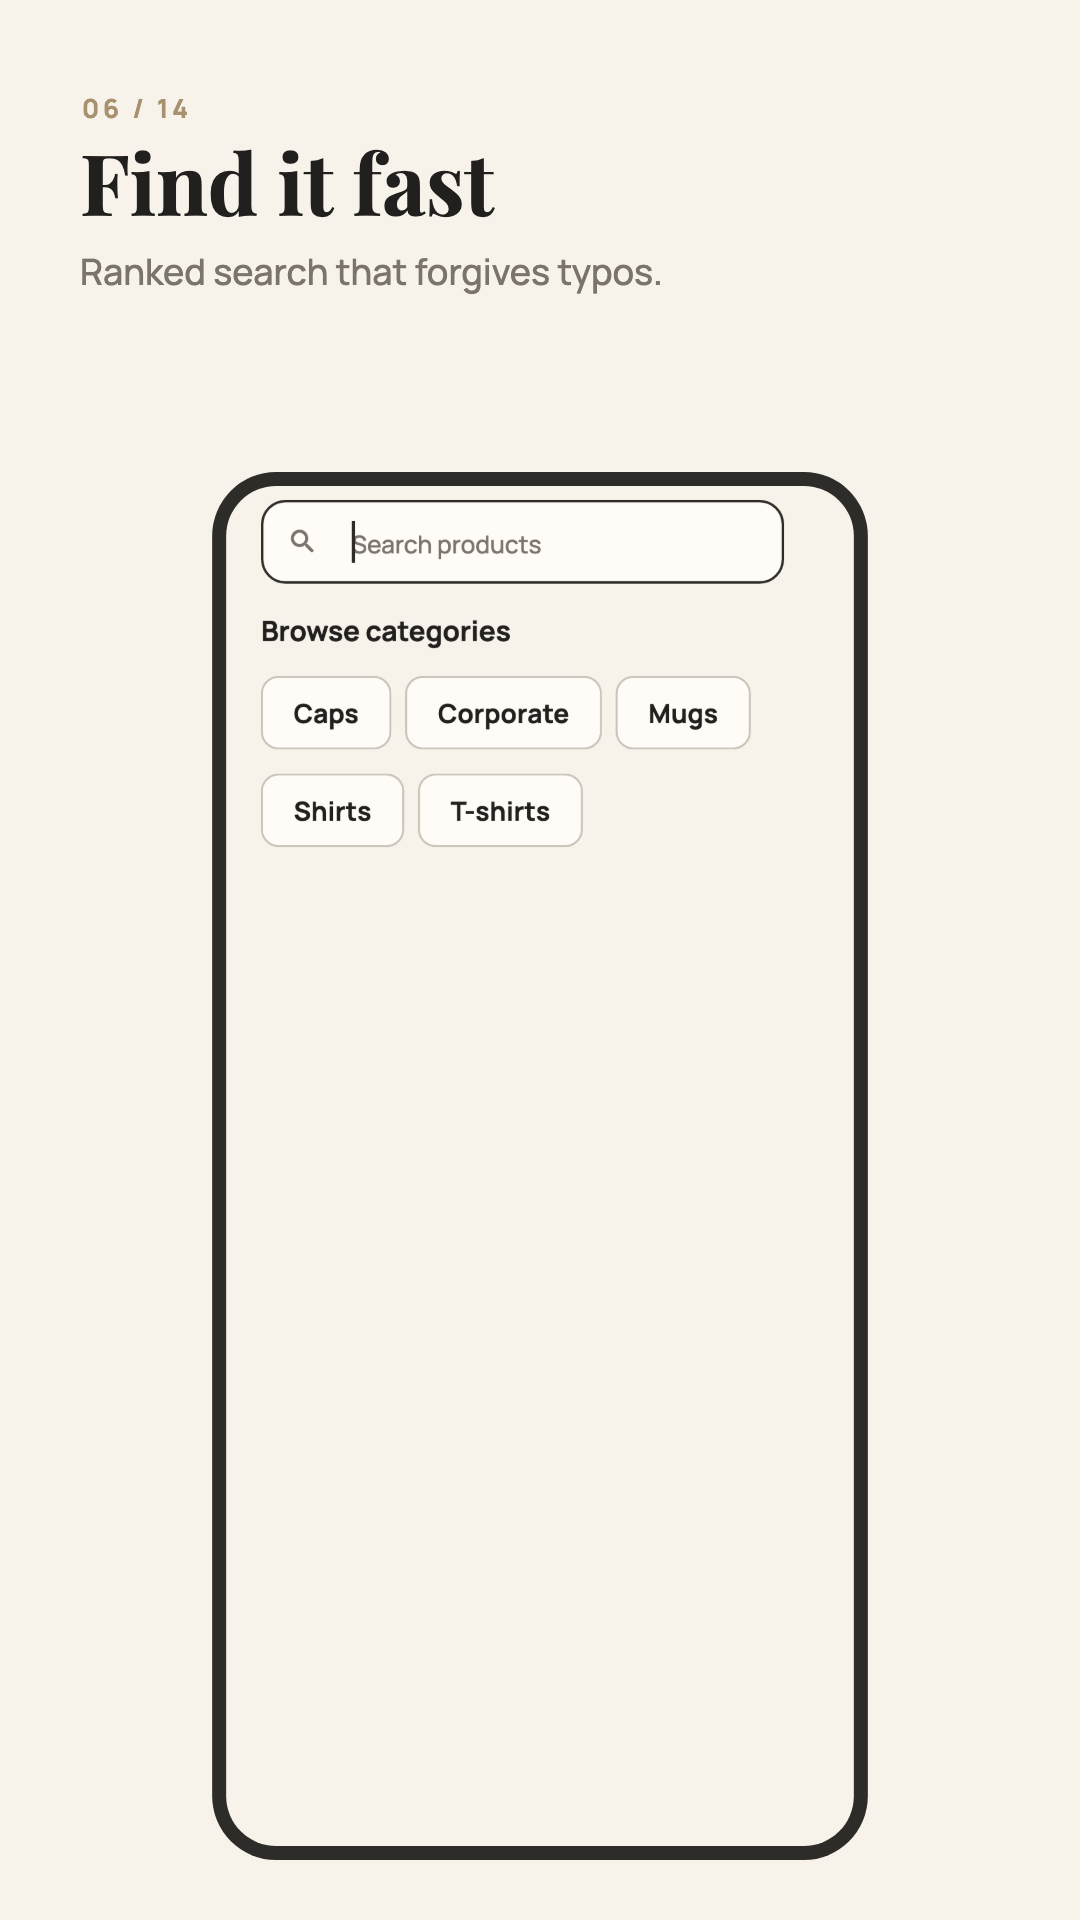 06 / 14
Find it fast
Ranked search that forgives typos.
Search products
Browse categories
Caps Corporate Mugs
Shirts T-shirts